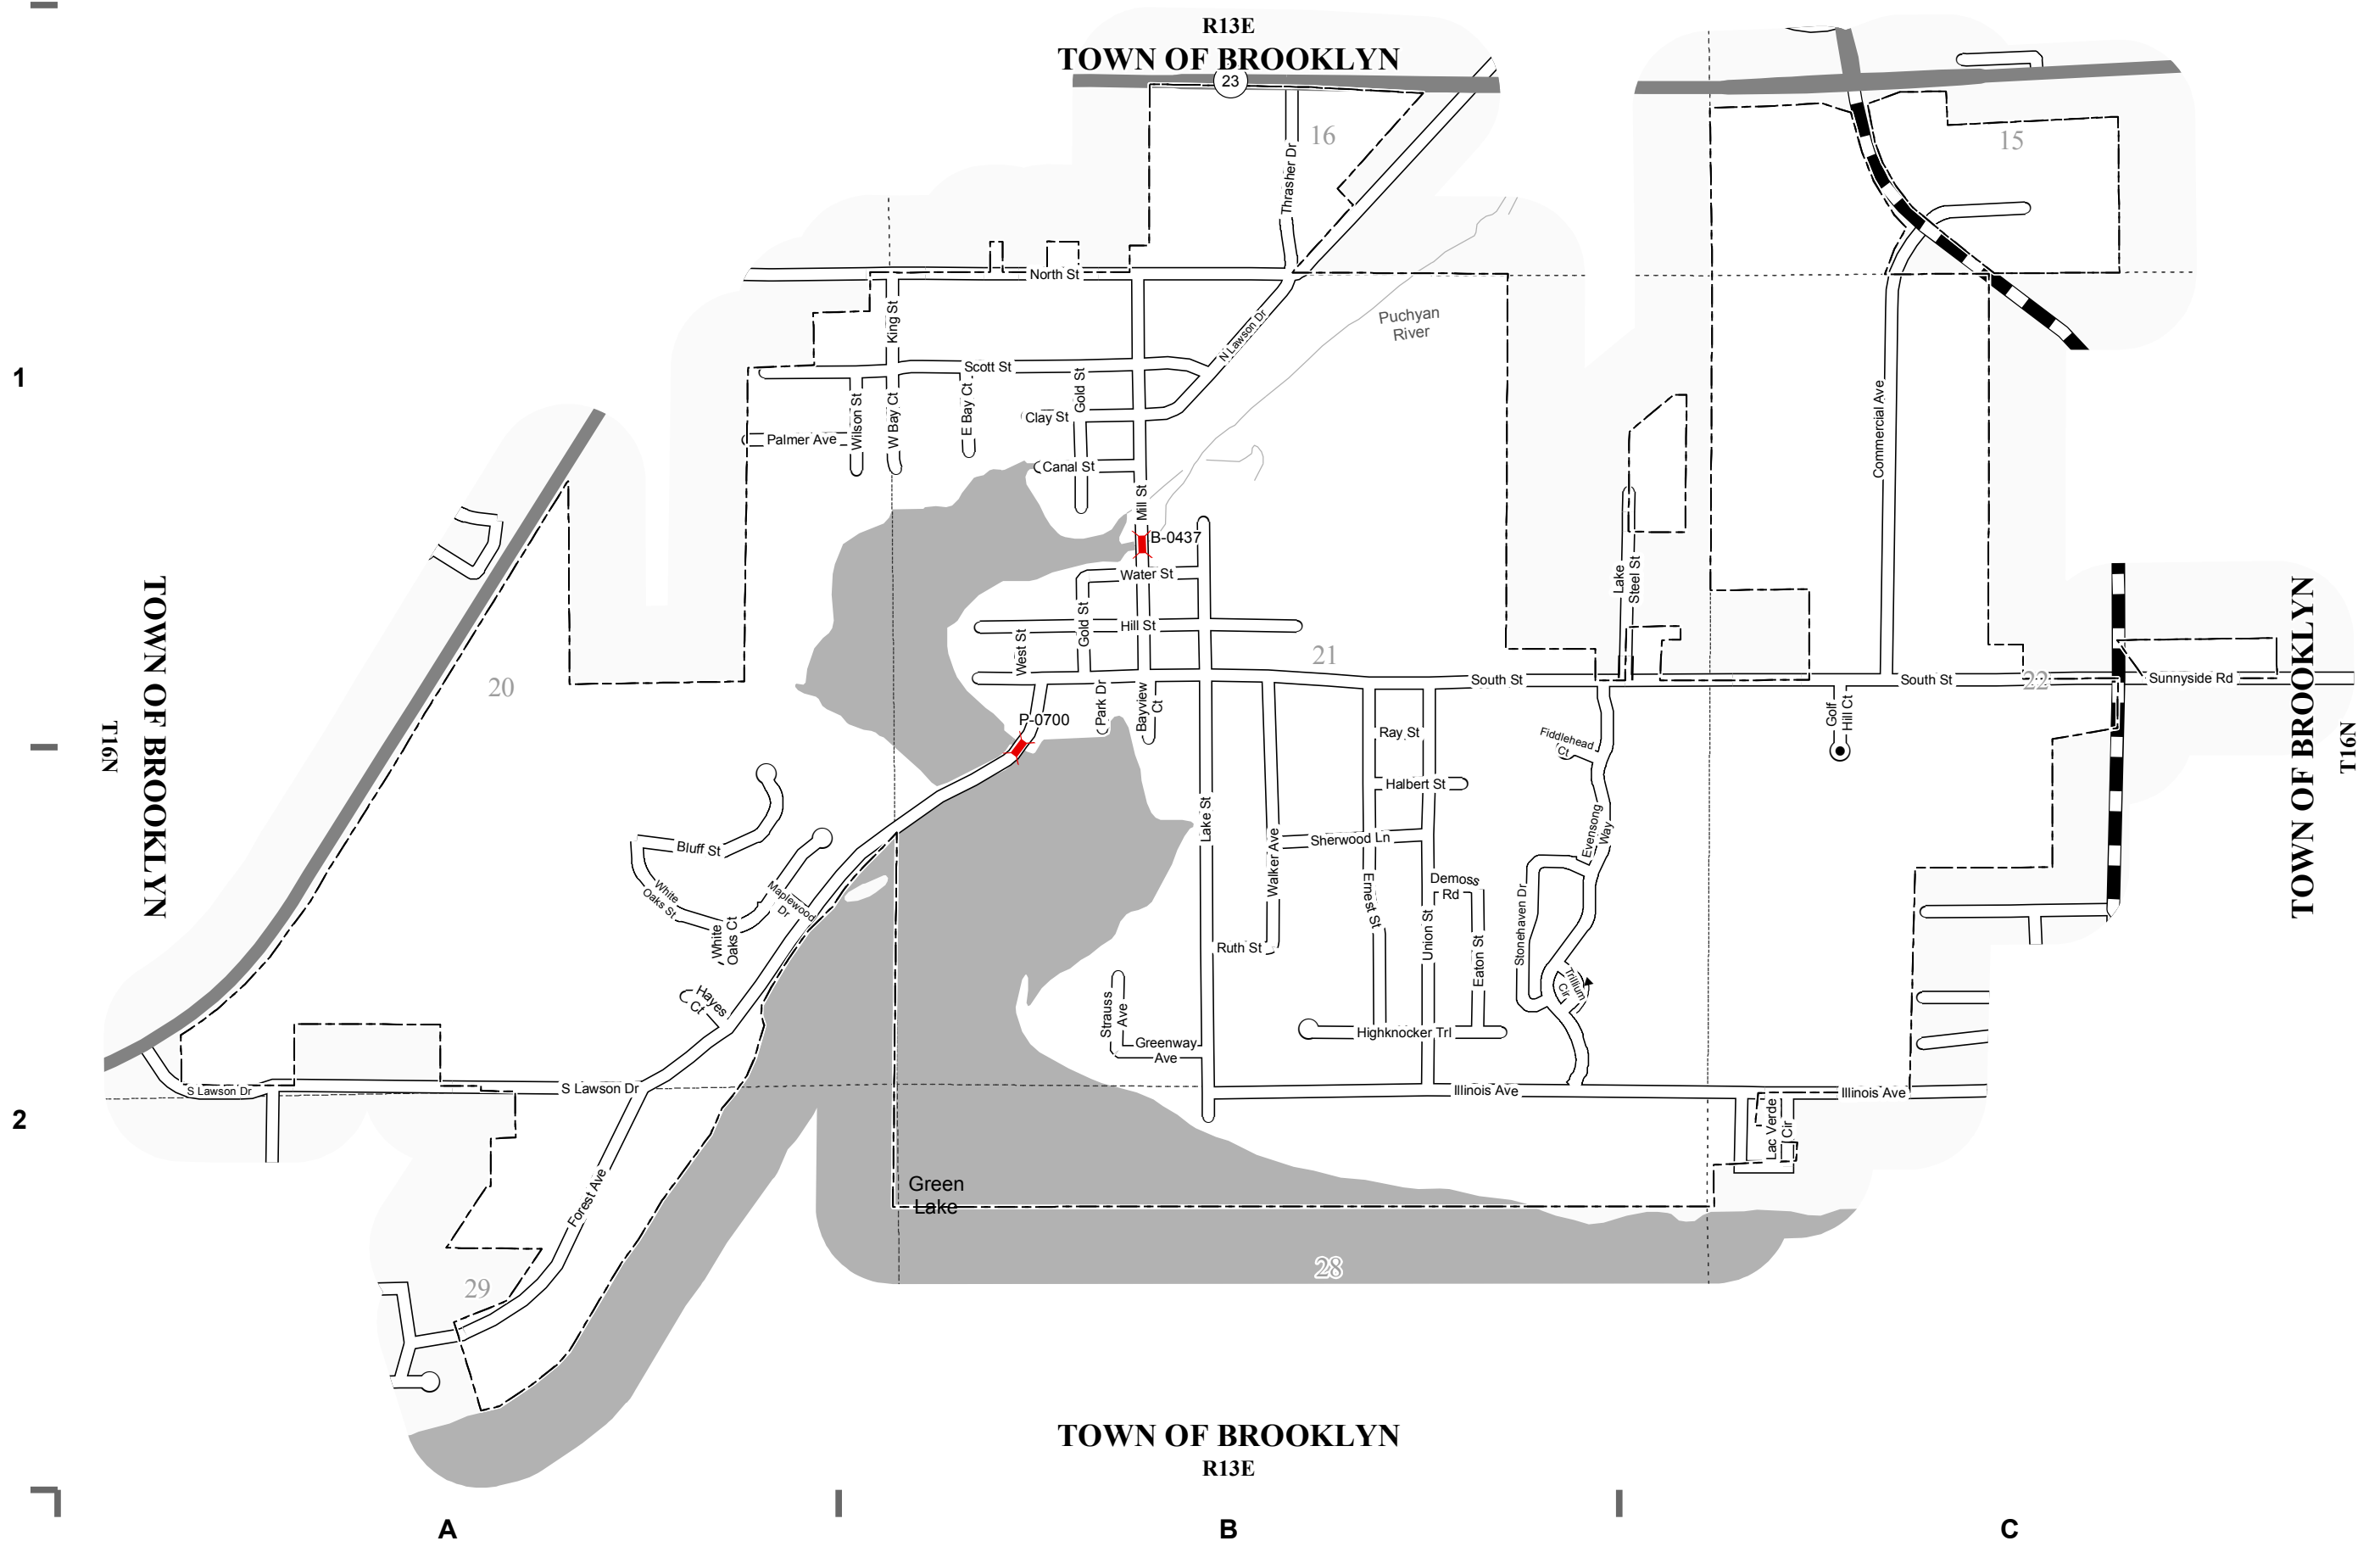 R13E
TOWN OF BROOKLYN
23
16
15
Thrasher Dr
North St
King St
Puchyan
River
N Lawson Dr
Scott St
Gold St
1
Clay St
Wilson St
W Bay Ct
E Bay Ct
Palmer Ave
Commercial Ave
Canal St
Mill St
B-0437
Water St
Lake
Steel St
Gold St
Hill St
West St
21
20
South St
South St
22
Sunnyside Rd
TOWN OF BROOKLYN
T16N
TOWN OF BROOKLYN
T16N
Park Dr
Bayview
Ct
Golf
Hill Ct
P-0700
Ray St
Fiddlehead
Ct
Halbert St
Lake St
Evensong
Way
Sherwood Ln
Walker Ave
Bluff St
White
Oaks St
Maplewood
Dr
White
Oaks Ct
Demoss
Rd
Ernest St
Union St
Stonehaven Dr
Ruth St
Eaton St
Trillium
Cir
Hayes
Ct
Strauss
Ave
Highknocker Trl
Greenway
Ave
S Lawson Dr
S Lawson Dr
Illinois Ave
Illinois Ave
2
Lac Verde
Cir
Forest Ave
Green
Lake
28
29
TOWN OF BROOKLYN
R13E
A
B
C